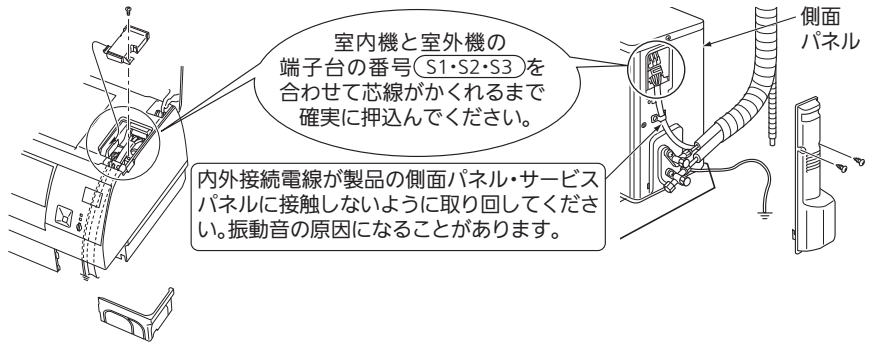 室内機と室外機の
端子台の番号(S1・S2・S3)を
合わせて芯線がかくれるまで
確実に押込んでください。
側面
パネル
内外接続電線が製品の側面パネル・サービス
パネルに接触しないように取り回してくださ
い。振動音の原因になることがあります。